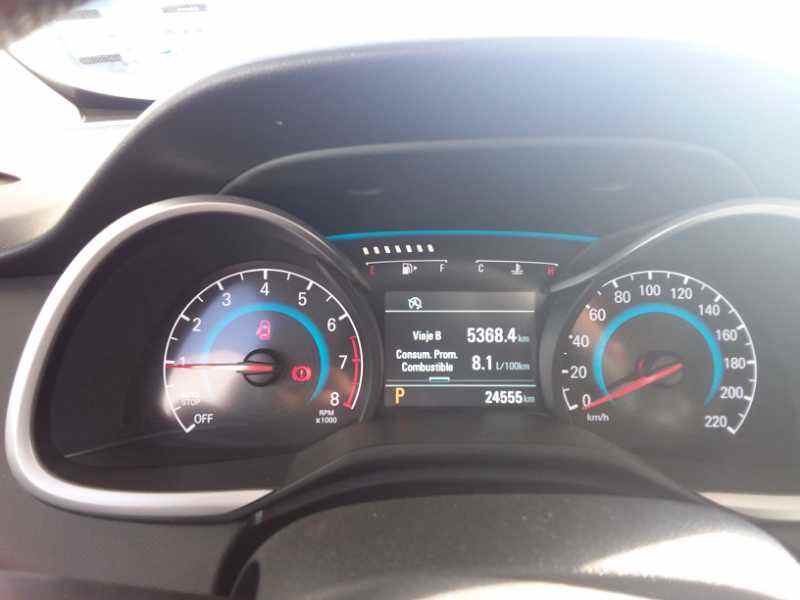 E F C H
1 2 3 4 5 6 7 8
STOP
OFF
RPM
x1000
Viaje B 5368.4 km
Consum. Prom.
Combustible 8.1 L/100km
P 24555 km
0 20 40 60 80 100 120 140 160 180 200 220
km/h